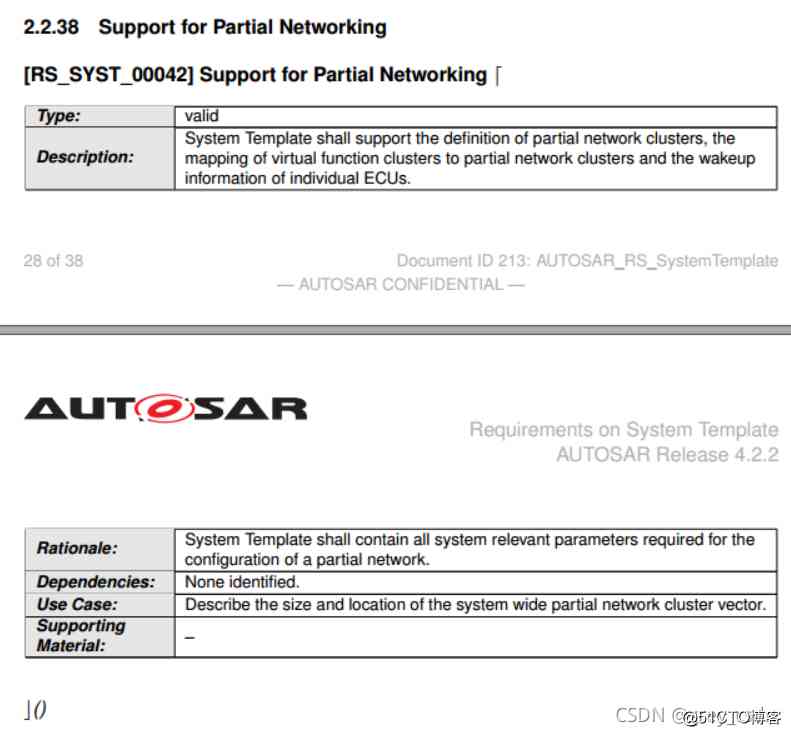 2.2.38 Support for Partial Networking
[RS_SYST_00042] Support for Partial Networking ⌈
Type: valid
Description: System Template shall support the definition of partial network clusters, the
mapping of virtual function clusters to partial network clusters and the wakeup
information of individual ECUs.
28 of 38 Document ID 213: AUTOSAR_RS_SystemTemplate
— AUTOSAR CONFIDENTIAL —
AUTOSAR
Requirements on System Template
AUTOSAR Release 4.2.2
Rationale: System Template shall contain all system relevant parameters required for the
configuration of a partial network.
Dependencies: None identified.
Use Case: Describe the size and location of the system wide partial network cluster vector.
Supporting
Material: –
⌋()
CSDN @51CTO博客